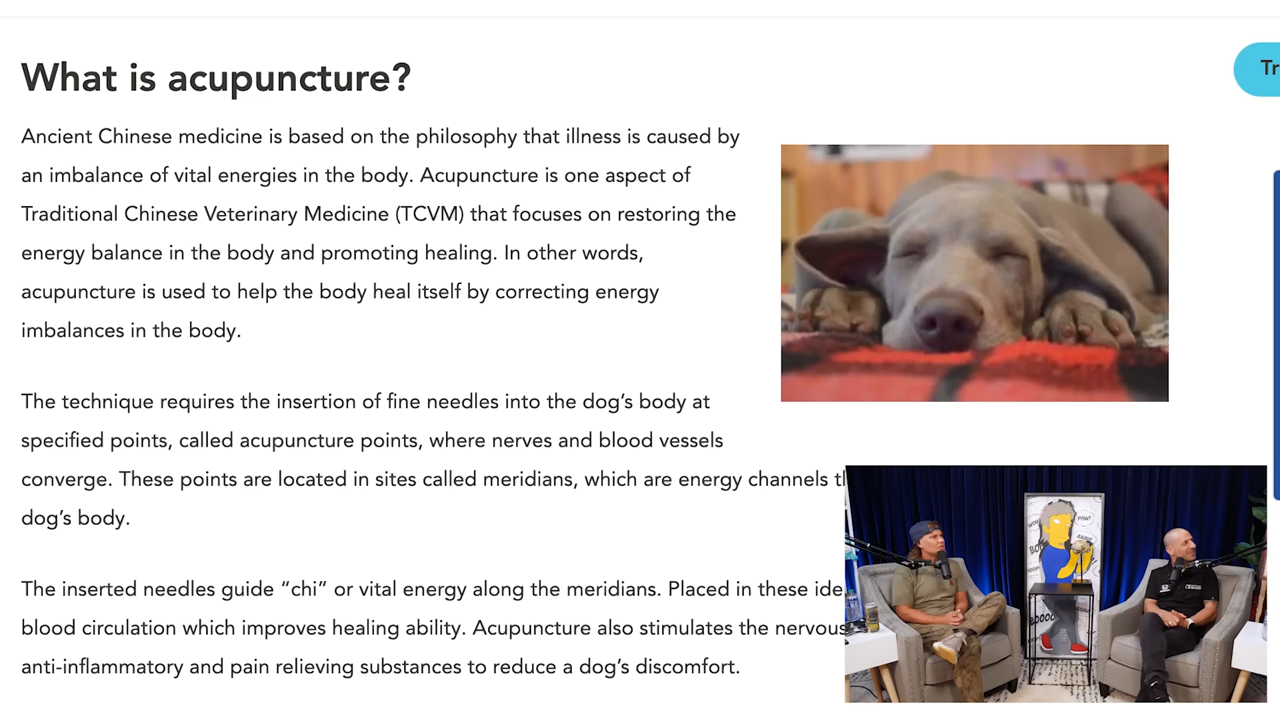 What is acupuncture?
Tr
Ancient Chinese medicine is based on the philosophy that illness is caused by
an imbalance of vital energies in the body. Acupuncture is one aspect of
Traditional Chinese Veterinary Medicine (TCVM) that focuses on restoring the
energy balance in the body and promoting healing. In other words,
acupuncture is used to help the body heal itself by correcting energy
imbalances in the body.
The technique requires the insertion of fine needles into the dog's body at
specified points, called acupuncture points, where nerves and blood vessels
converge. These points are located in sites called meridians, which are energy channels
dog's body.
The inserted needles guide “chi” or vital energy along the meridians. Placed in these ide
blood circulation which improves healing ability. Acupuncture also stimulates the nervous
anti-inflammatory and pain relieving substances to reduce a dog's discomfort.
POW!